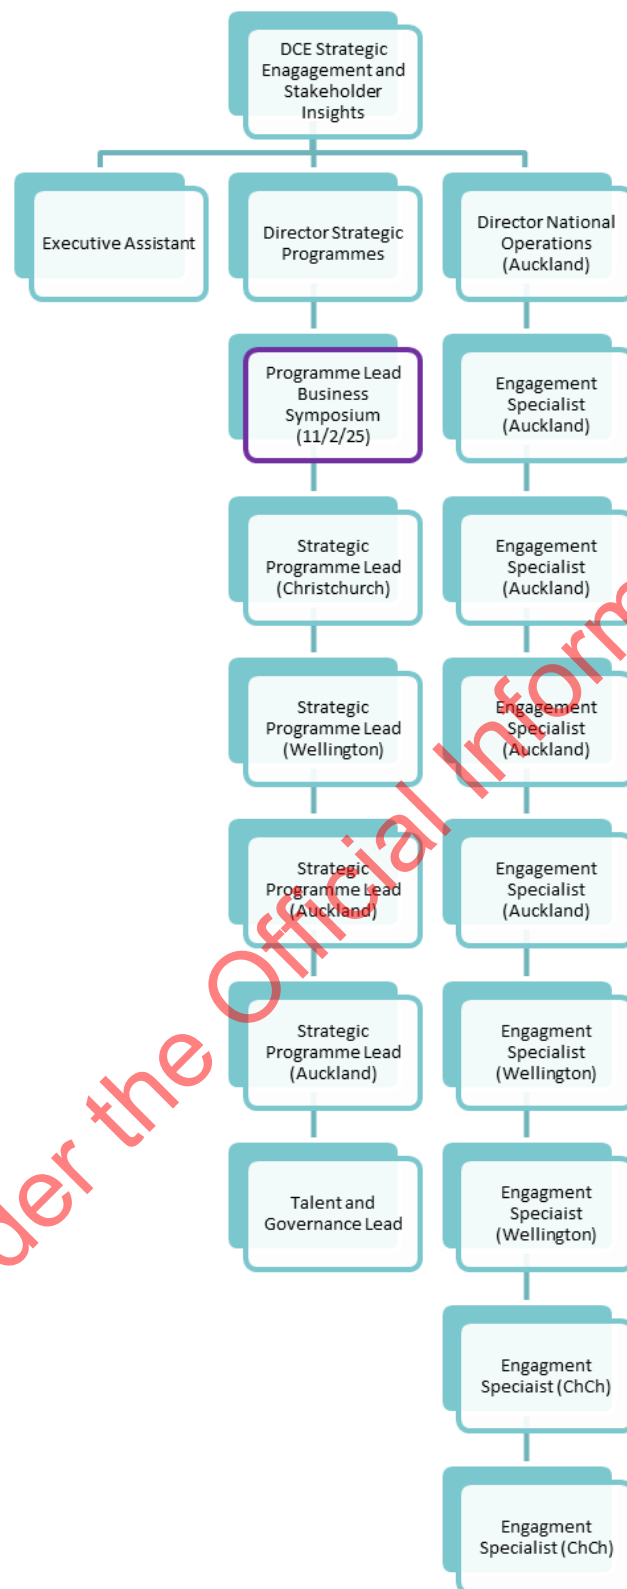 DCE Strategic
Enagagement and
Stakeholder
Insights
Executive Assistant
Director Strategic
Programmes
Director National
Operations
(Auckland)
Programme Lead
Business
Symposium
(11/2/25)
Engagement
Specialist
(Auckland)
Strategic
Programme Lead
(Christchurch)
Engagement
Specialist
(Auckland)
Strategic
Programme Lead
(Wellington)
Engagement
Specialist
(Auckland)
Strategic
Programme Lead
(Auckland)
Engagement
Specialist
(Auckland)
Strategic
Programme Lead
(Auckland)
Engagment
Specialist
(Wellington)
Talent and
Governance Lead
Engagment
Speciaist
(Wellington)
Engagment
Speciaist (ChCh)
Engagment
Specialist (ChCh)
the Official